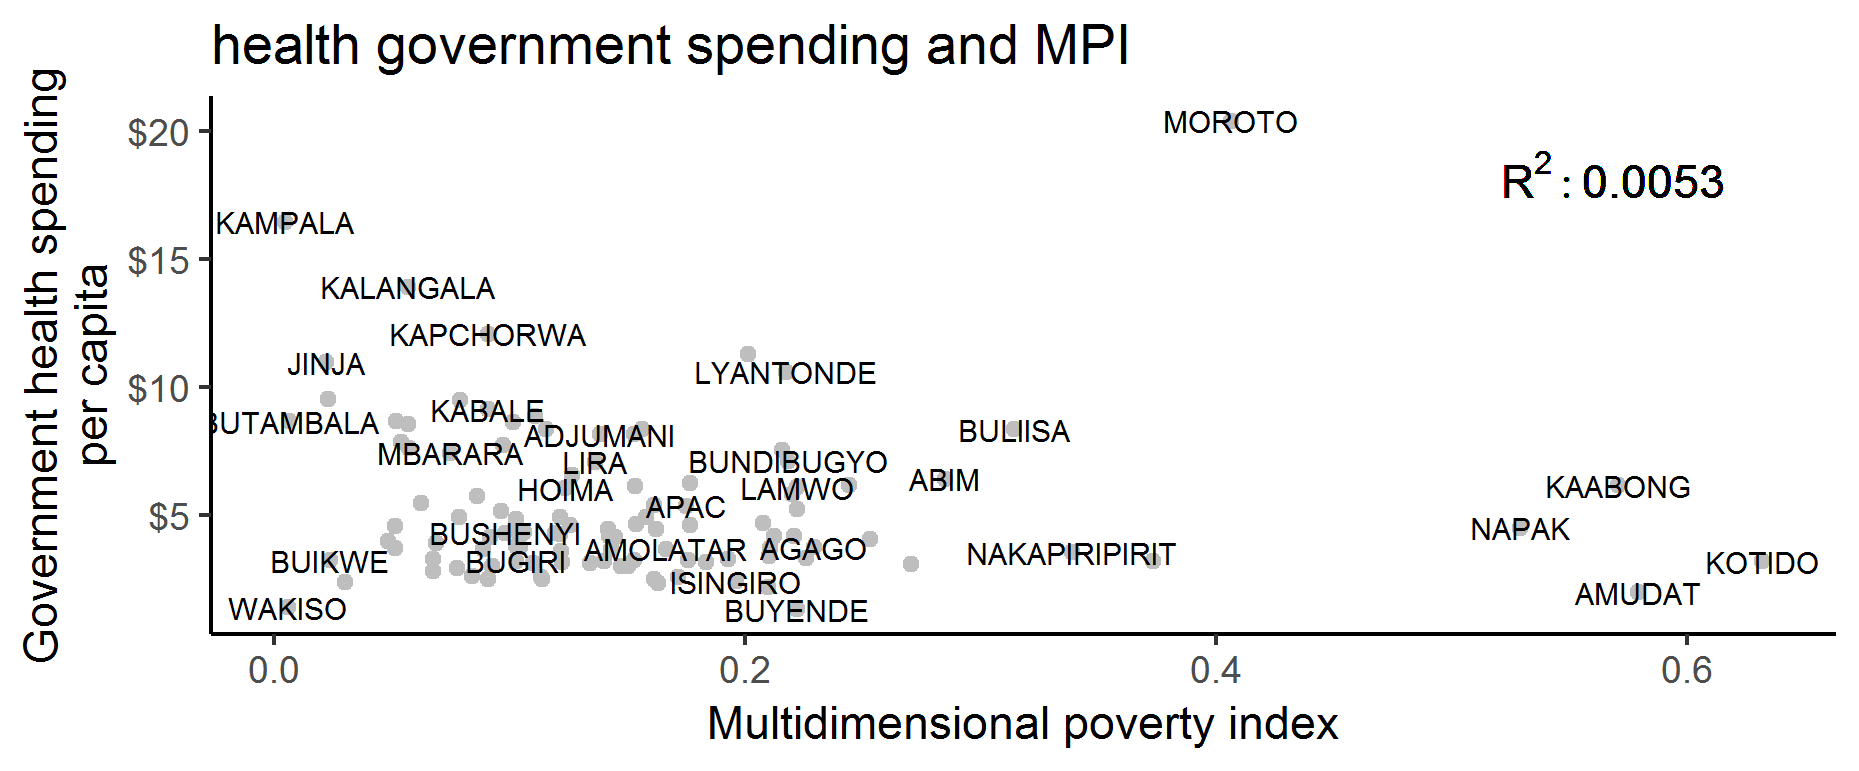 health government spending and MPI
Government health spending
per capita
$20
$15
$10
$5
MOROTO
R²: 0.0053
KAMPALA
KALANGALA
KAPCHORWA
JINJA
LYANTONDE
KABALE
BUTAMBALA
ADJUMANI
BULIISA
MBARARA
LIRA
BUNDIBUGYO
HOIMA
LAMWO
ABIM
KAABONG
APAC
NAPAK
BUSHENYI
AMOLATAR
AGAGO
NAKAPIRIPIRIT
BUIKWE
BUGIRI
KOTIDO
ISINGIRO
AMUDAT
WAKISO
BUYENDE
0.0
0.2
0.4
0.6
Multidimensional poverty index